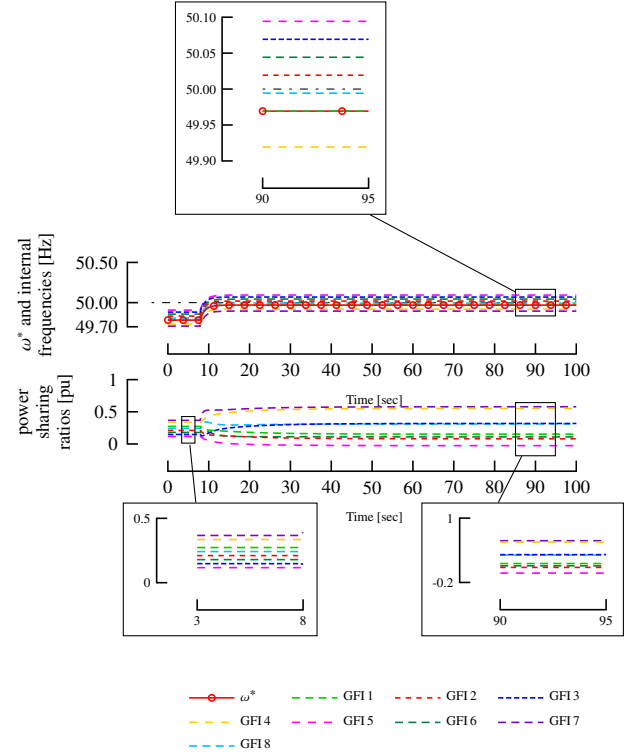 50.10
50.05
50.00
49.95
49.90
90 95
ω* and internal
frequencies [Hz]
50.50
50.00
49.70
0 10 20 30 40 50 60 70 80 90 100
Time [sec]
power
sharing
ratios [pu]
1
0.5
0
0 10 20 30 40 50 60 70 80 90 100
Time [sec]
0.5
0
3 8
1
-0.2
90 95
ω* GFI 1 GFI 2 GFI 3
GFI 4 GFI 5 GFI 6 GFI 7
GFI 8